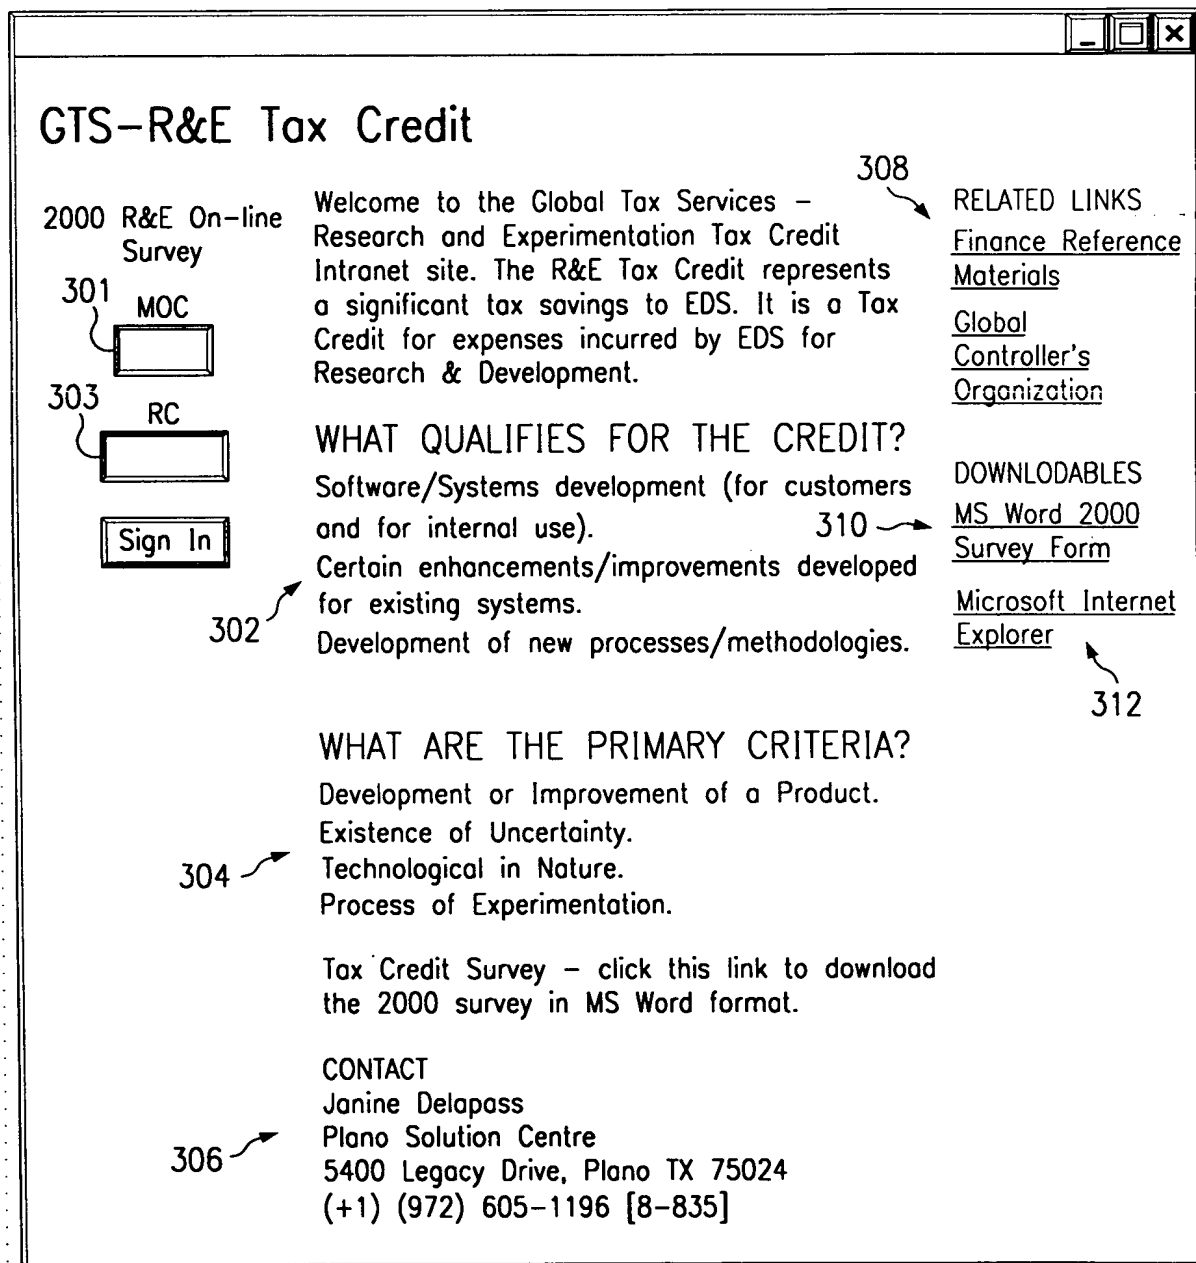 GTS-R&E Tax Credit
2000 R&E On-line
Survey
301
MOC
303
RC
Sign In
Welcome to the Global Tax Services -
Research and Experimentation Tax Credit
Intranet site. The R&E Tax Credit represents
a significant tax savings to EDS. It is a Tax
Credit for expenses incurred by EDS for
Research & Development.
WHAT QUALIFIES FOR THE CREDIT?
Software/Systems development (for customers
and for internal use).
Certain enhancements/improvements developed
for existing systems.
Development of new processes/methodologies.
302
WHAT ARE THE PRIMARY CRITERIA?
Development or Improvement of a Product.
Existence of Uncertainty.
Technological in Nature.
Process of Experimentation.
304
Tax Credit Survey - click this link to download
the 2000 survey in MS Word format.
CONTACT
Janine Delapass
Plano Solution Centre
5400 Legacy Drive, Plano TX 75024
(+1) (972) 605-1196 [8-835]
306
308
RELATED LINKS
Finance Reference
Materials
Global
Controller's
Organization
DOWNLODABLES
310
MS Word 2000
Survey Form
Microsoft Internet
Explorer
312